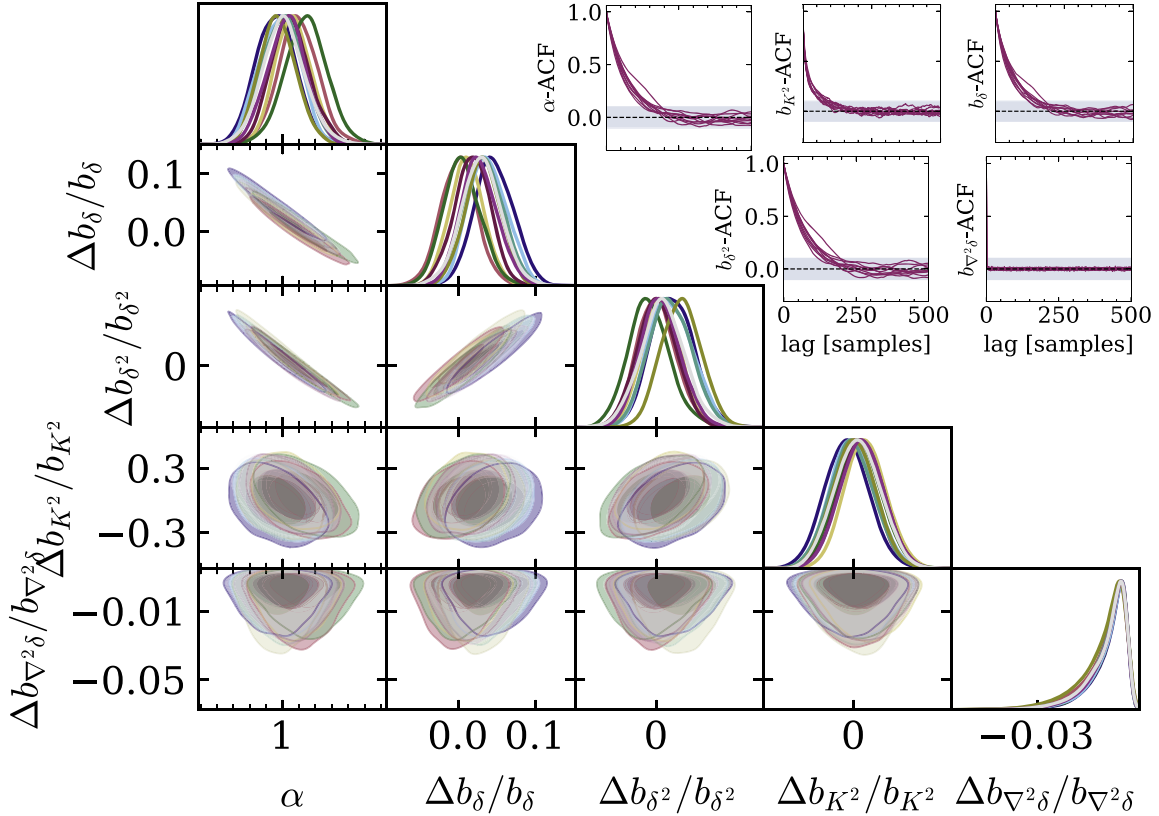 1.0
0.5
0.0
α-ACF
b_{K²}-ACF
b_δ-ACF
1.0
0.5
0.0
b_{δ²}-ACF
b_{∇²δ}-ACF
0
250
500
0
250
500
lag [samples]
lag [samples]
Δb_δ/b_δ
0.1
0.0
Δb_{δ²}/b_{δ²}
0
Δb_{K²}/b_{K²}
0.3
−0.3
Δb_{∇²δ}/b_{∇²δ}
−0.01
−0.05
1
0.0
0.1
0
0
−0.03
α
Δb_δ/b_δ
Δb_{δ²}/b_{δ²}
Δb_{K²}/b_{K²}
Δb_{∇²δ}/b_{∇²δ}